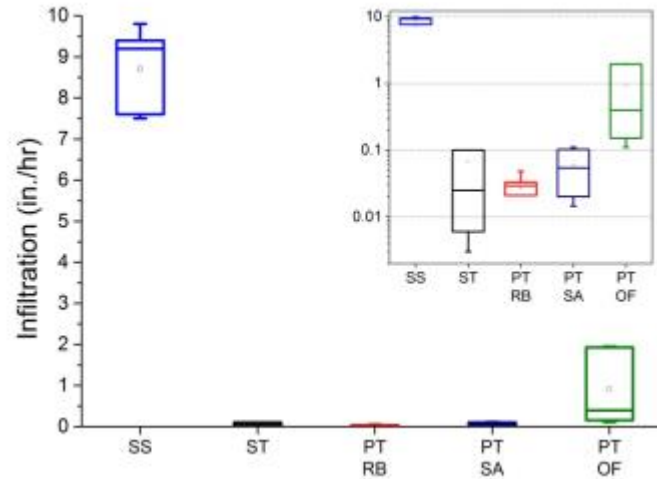 Infiltration (in./hr)
10
9
8
7
6
5
4
3
2
1
0
SS
ST
PT
RB
PT
SA
PT
OF
10
1
0.1
0.01
SS
ST
PT
RB
PT
SA
PT
OF